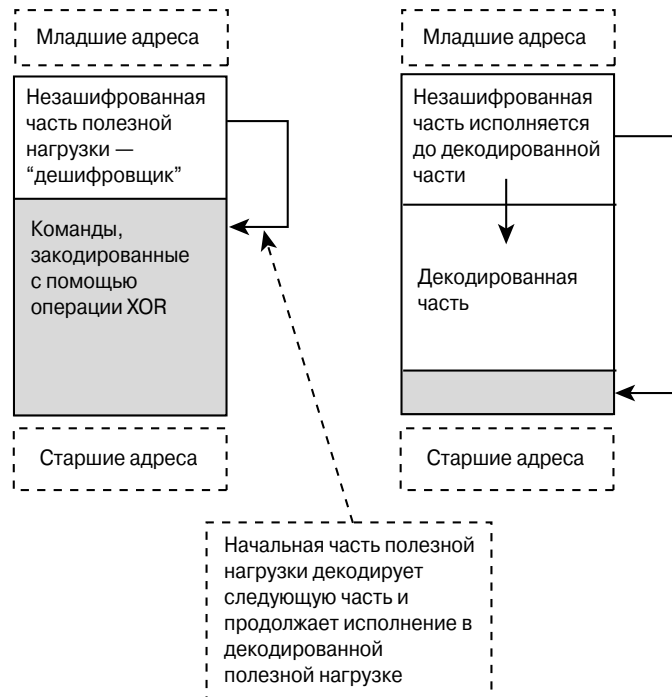 Младшие адреса
Незашифрованная
часть полезной
нагрузки —
“дешифровщик”
Команды,
закодированные
с помощью
операции XOR
Старшие адреса
Младшие адреса
Незашифрованная
часть исполняется
до декодированной
части
Декодированная
часть
Старшие адреса
Начальная часть полезной
нагрузки декодирует
следующую часть и
продолжает исполнение в
декодированной
полезной нагрузке